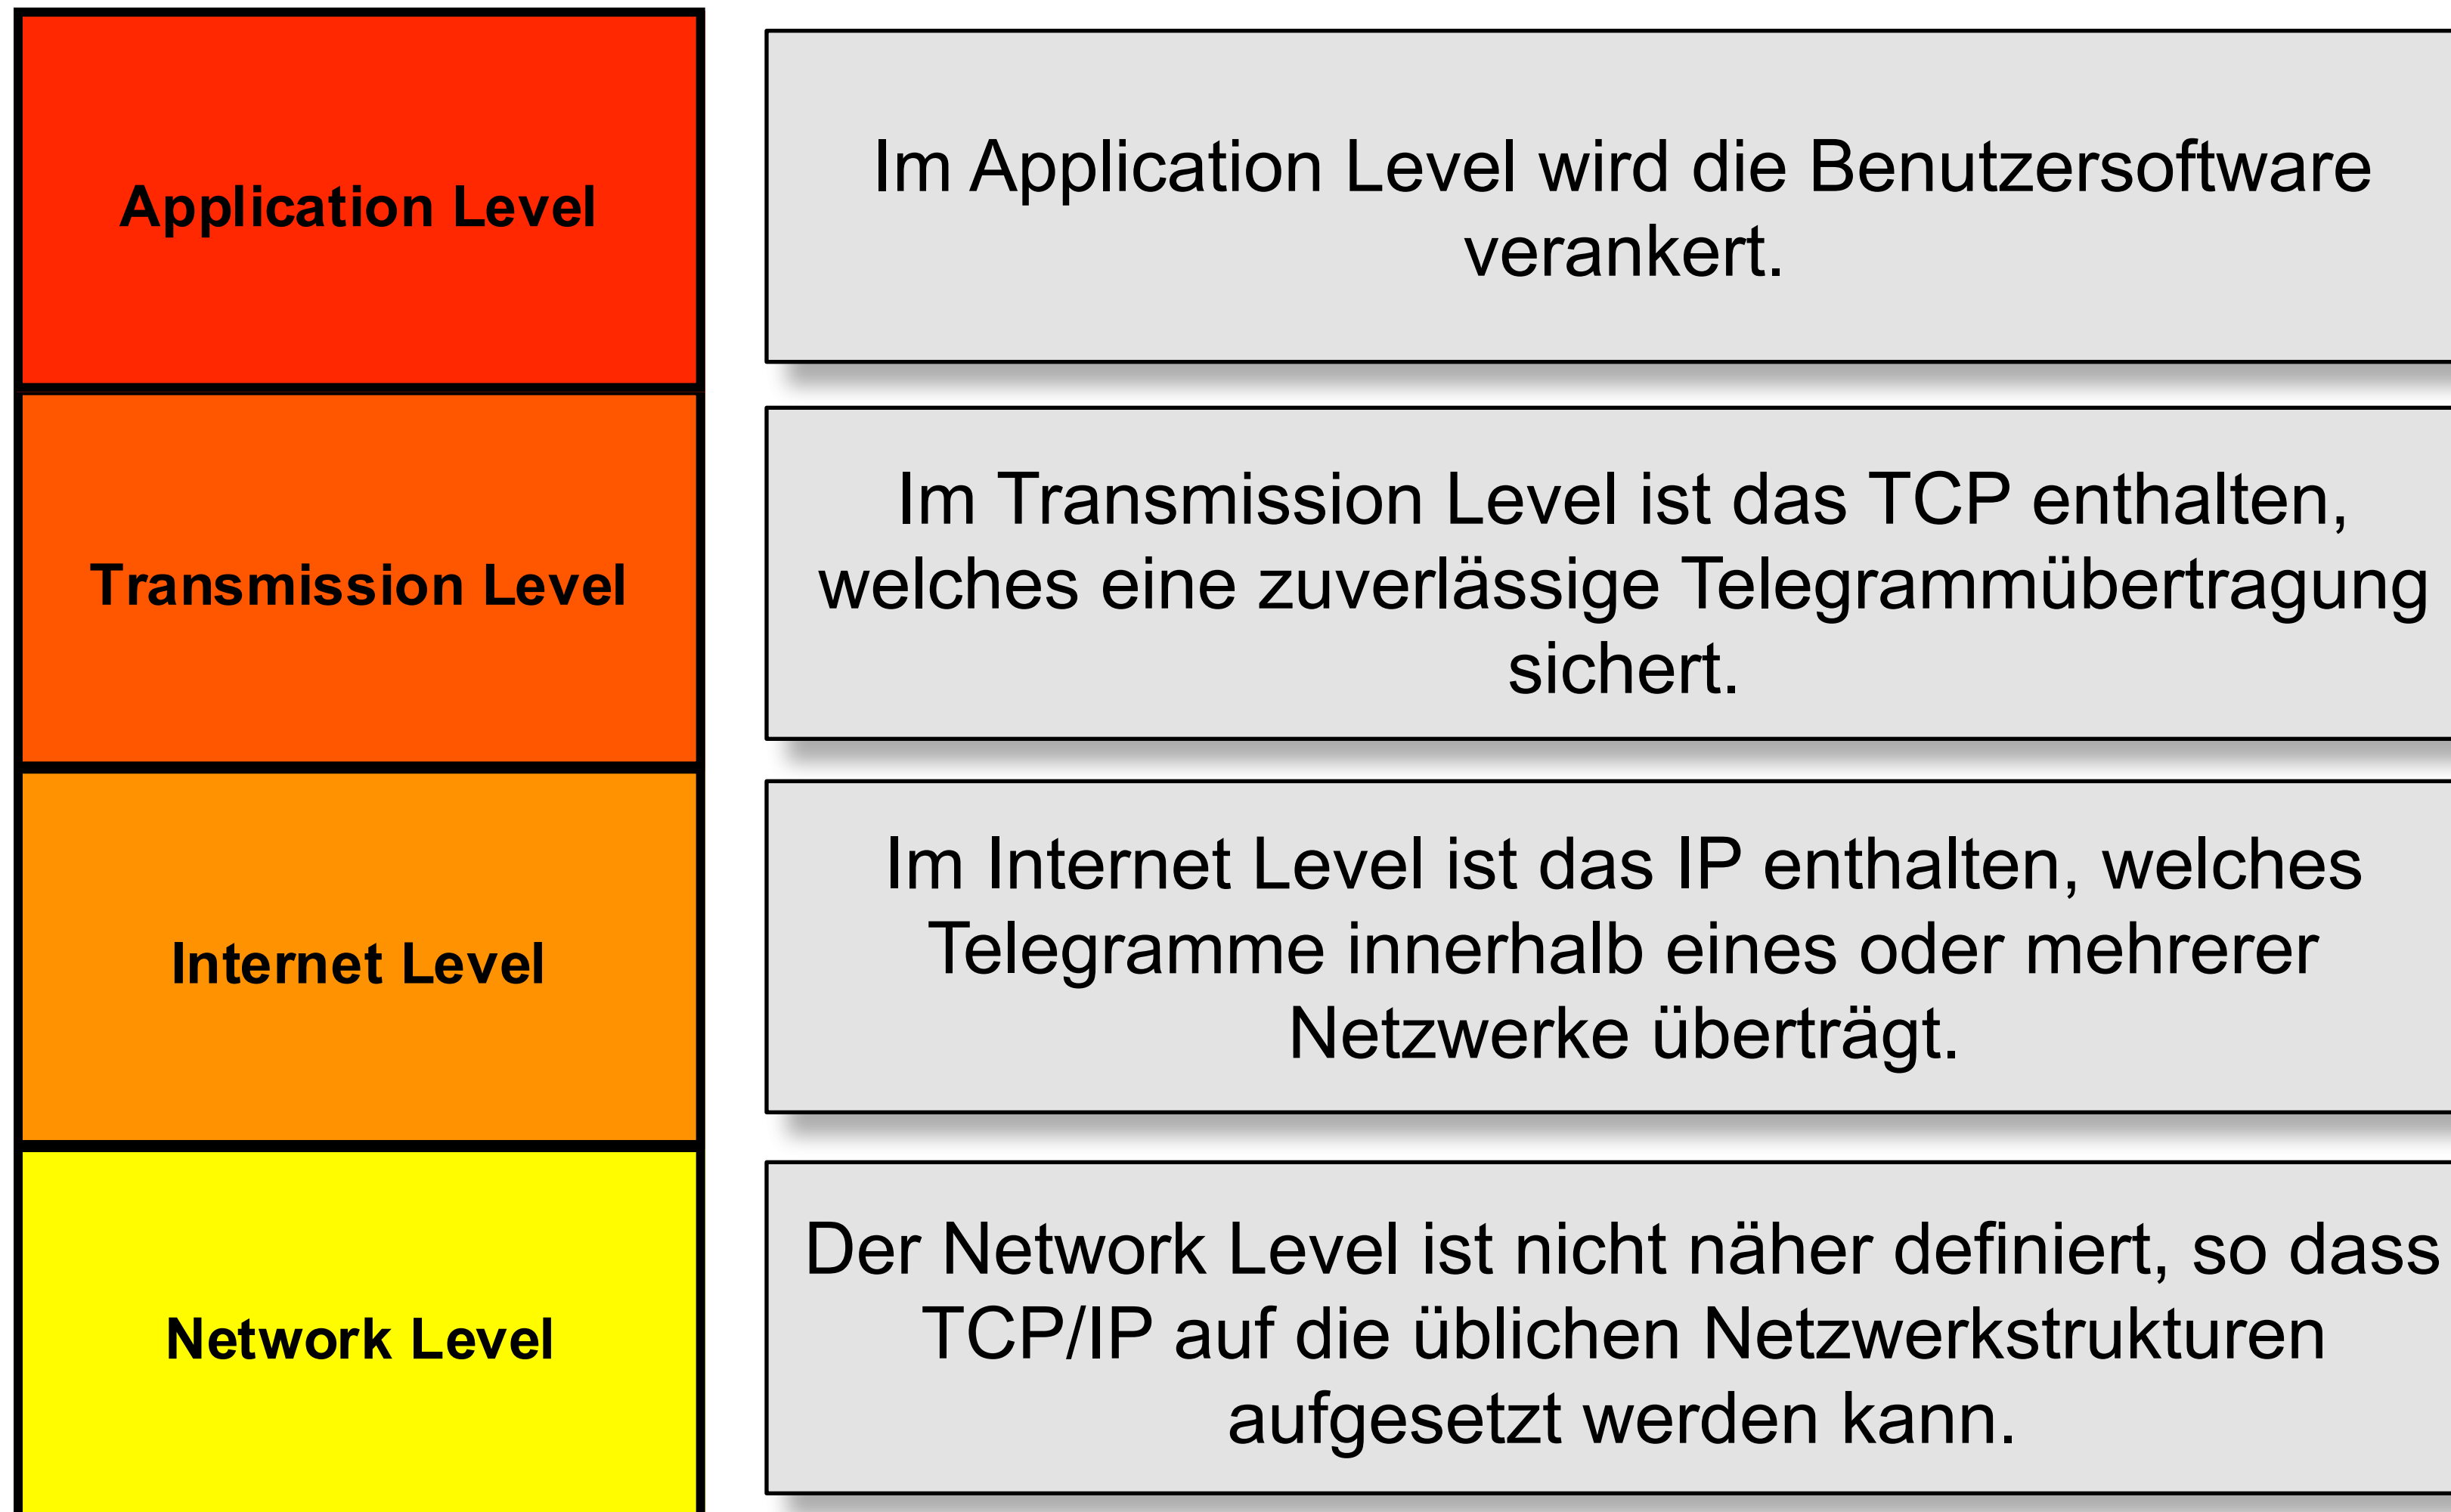 Application Level
Im Application Level wird die Benutzersoftware
verankert.
Transmission Level
Im Transmission Level ist das TCP enthalten,
welches eine zuverlässige Telegrammübertragung
sichert.
Internet Level
Im Internet Level ist das IP enthalten, welches
Telegramme innerhalb eines oder mehrerer
Netzwerke überträgt.
Network Level
Der Network Level ist nicht näher definiert, so dass
TCP/IP auf die üblichen Netzwerkstrukturen
aufgesetzt werden kann.